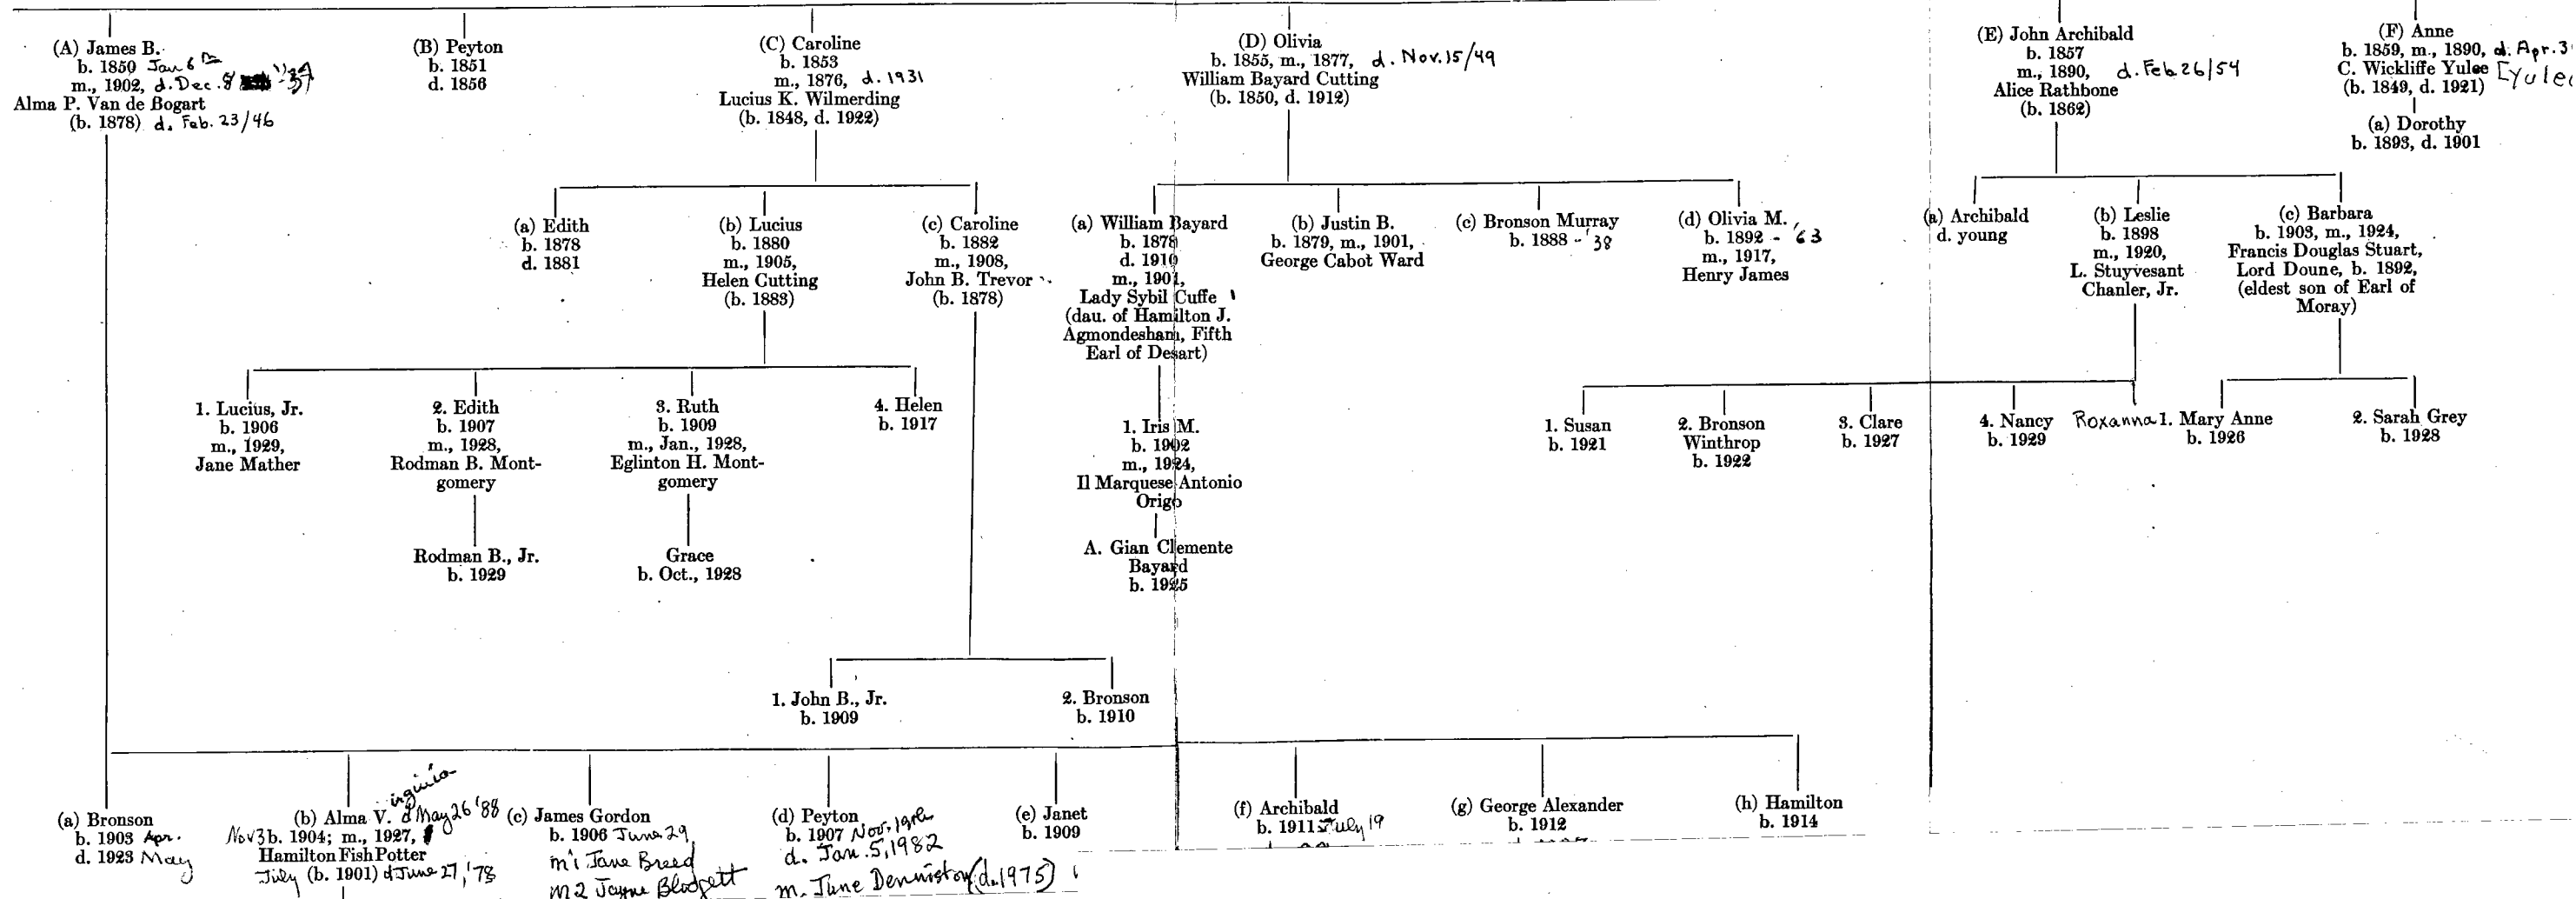 (A) James B.
b. 1850 Jan 6
m., 1902, d. Dec. 8 '37
Alma P. Van de Bogart
(b. 1878) d. Feb. 23/46
(B) Peyton
b. 1851
d. 1856
(C) Caroline
b. 1853
m., 1876, d. 1931
Lucius K. Wilmerding
(b. 1848, d. 1922)
(D) Olivia
b. 1855, m., 1877, d. Nov. 15/49
William Bayard Cutting
(b. 1850, d. 1912)
(E) John Archibald
b. 1857
m., 1890, d. Feb 26/54
Alice Rathbone
(b. 1862)
(F) Anne
b. 1859, m., 1890, d. Apr. 3
C. Wickliffe Yulee [Yulee
(b. 1849, d. 1921)
(a) Dorothy
b. 1893, d. 1901
(a) Edith
b. 1878
d. 1881
(b) Lucius
b. 1880
m., 1905,
Helen Cutting
(b. 1883)
(c) Caroline
b. 1882
m., 1908,
John B. Trevor
(b. 1878)
(a) William Bayard
b. 1878
d. 1910
m., 1901,
Lady Sybil Cuffe
(dau. of Hamilton J.
Agmondesham, Fifth
Earl of Desart)
(b) Justin B.
b. 1879, m., 1901,
George Cabot Ward
(c) Bronson Murray
b. 1888 - '38
(d) Olivia M.
b. 1892 - '63
m., 1917,
Henry James
(a) Archibald
d. young
(b) Leslie
b. 1898
m., 1920,
L. Stuyvesant
Chanler, Jr.
(c) Barbara
b. 1903, m., 1924,
Francis Douglas Stuart,
Lord Doune, b. 1892,
(eldest son of Earl of
Moray)
1. Lucius, Jr.
b. 1906
m., 1929,
Jane Mather
2. Edith
b. 1907
m., 1928,
Rodman B. Mont-
gomery
3. Ruth
b. 1909
m., Jan., 1928,
Eglinton H. Mont-
gomery
4. Helen
b. 1917
1. Iris M.
b. 1902
m., 1924,
Il Marquese Antonio
Origo
1. Susan
b. 1921
2. Bronson
Winthrop
b. 1922
3. Clare
b. 1927
4. Nancy
b. 1929
Roxanna
1. Mary Anne
b. 1926
2. Sarah Grey
b. 1928
Rodman B., Jr.
b. 1929
Grace
b. Oct., 1928
A. Gian Clemente
Bayard
b. 1925
1. John B., Jr.
b. 1909
2. Bronson
b. 1910
(a) Bronson
b. 1903 Apr.
d. 1923 May
(b) Alma V. irginia d May 26 '88
Nov 3 b. 1904; m., 1927,
Hamilton Fish Potter
July (b. 1901) d June 27, '78
(c) James Gordon
b. 1906 June 29
m1 Jane Breed
m2 Jayne Blodgett
(d) Peyton
b. 1907 Nov. 19th
d. Jan. 5, 1982
m. June Denniston (d. 1975)
(e) Janet
b. 1909
(f) Archibald
b. 1911 July 19
(g) George Alexander
b. 1912
(h) Hamilton
b. 1914